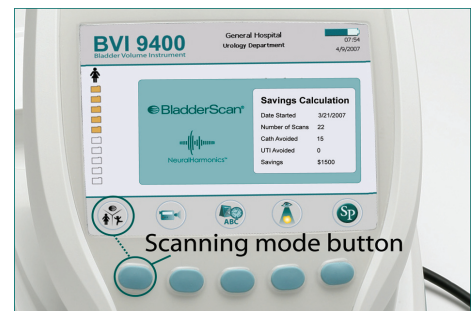 BVI 9400
Bladder Volume Instrument
General Hospital
Urology Department
07:54
4/9/2007
BladderScan®
NeuralHarmonics®
Savings Calculation
Date Started 3/21/2007
Number of Scans 22
Cath Avoided 15
UTI Avoided 0
Savings $1500
ABC
Sp
Scanning mode button